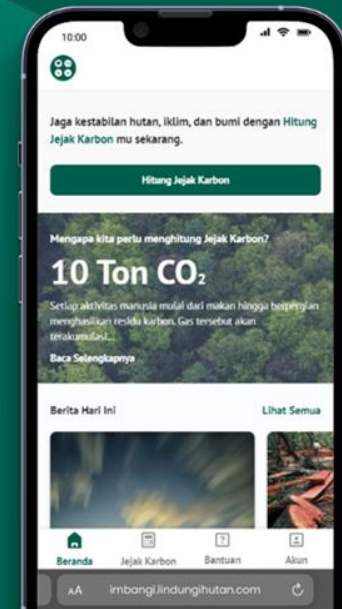 10:00
Jaga kestabilan hutan, iklim, dan bumi dengan Hitung
Jejak Karbon mu sekarang.
Hitung Jejak Karbon
Mengapa kita perlu menghitung Jejak Karbon?
10 Ton CO₂
Setiap aktivitas manusia mulai dari makan hingga berpergian
menghasilkan residu karbon. Gas tersebut akan
terakumulasi...
Baca Selengkapnya
Berita Hari Ini
Lihat Semua
Beranda
Jejak Karbon
Bantuan
Akun
AA
imbangi.lindungihutan.com